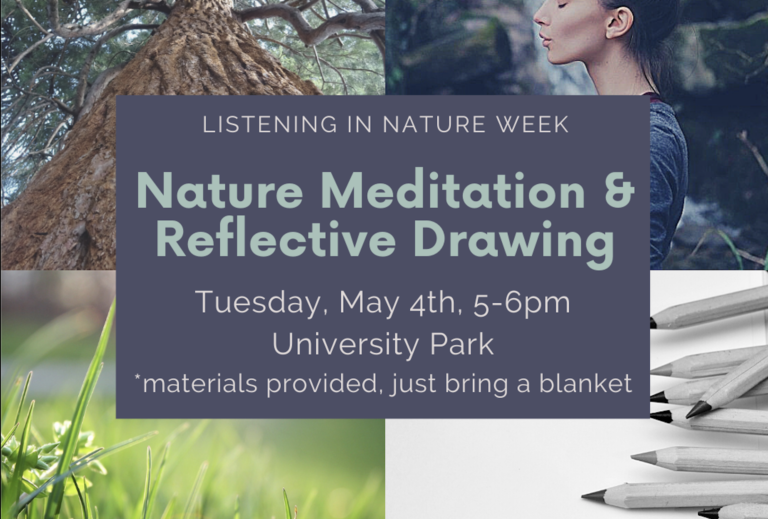 LISTENING IN NATURE WEEK
Nature Meditation &
Reflective Drawing
Tuesday, May 4th, 5-6pm
University Park
*materials provided, just bring a blanket